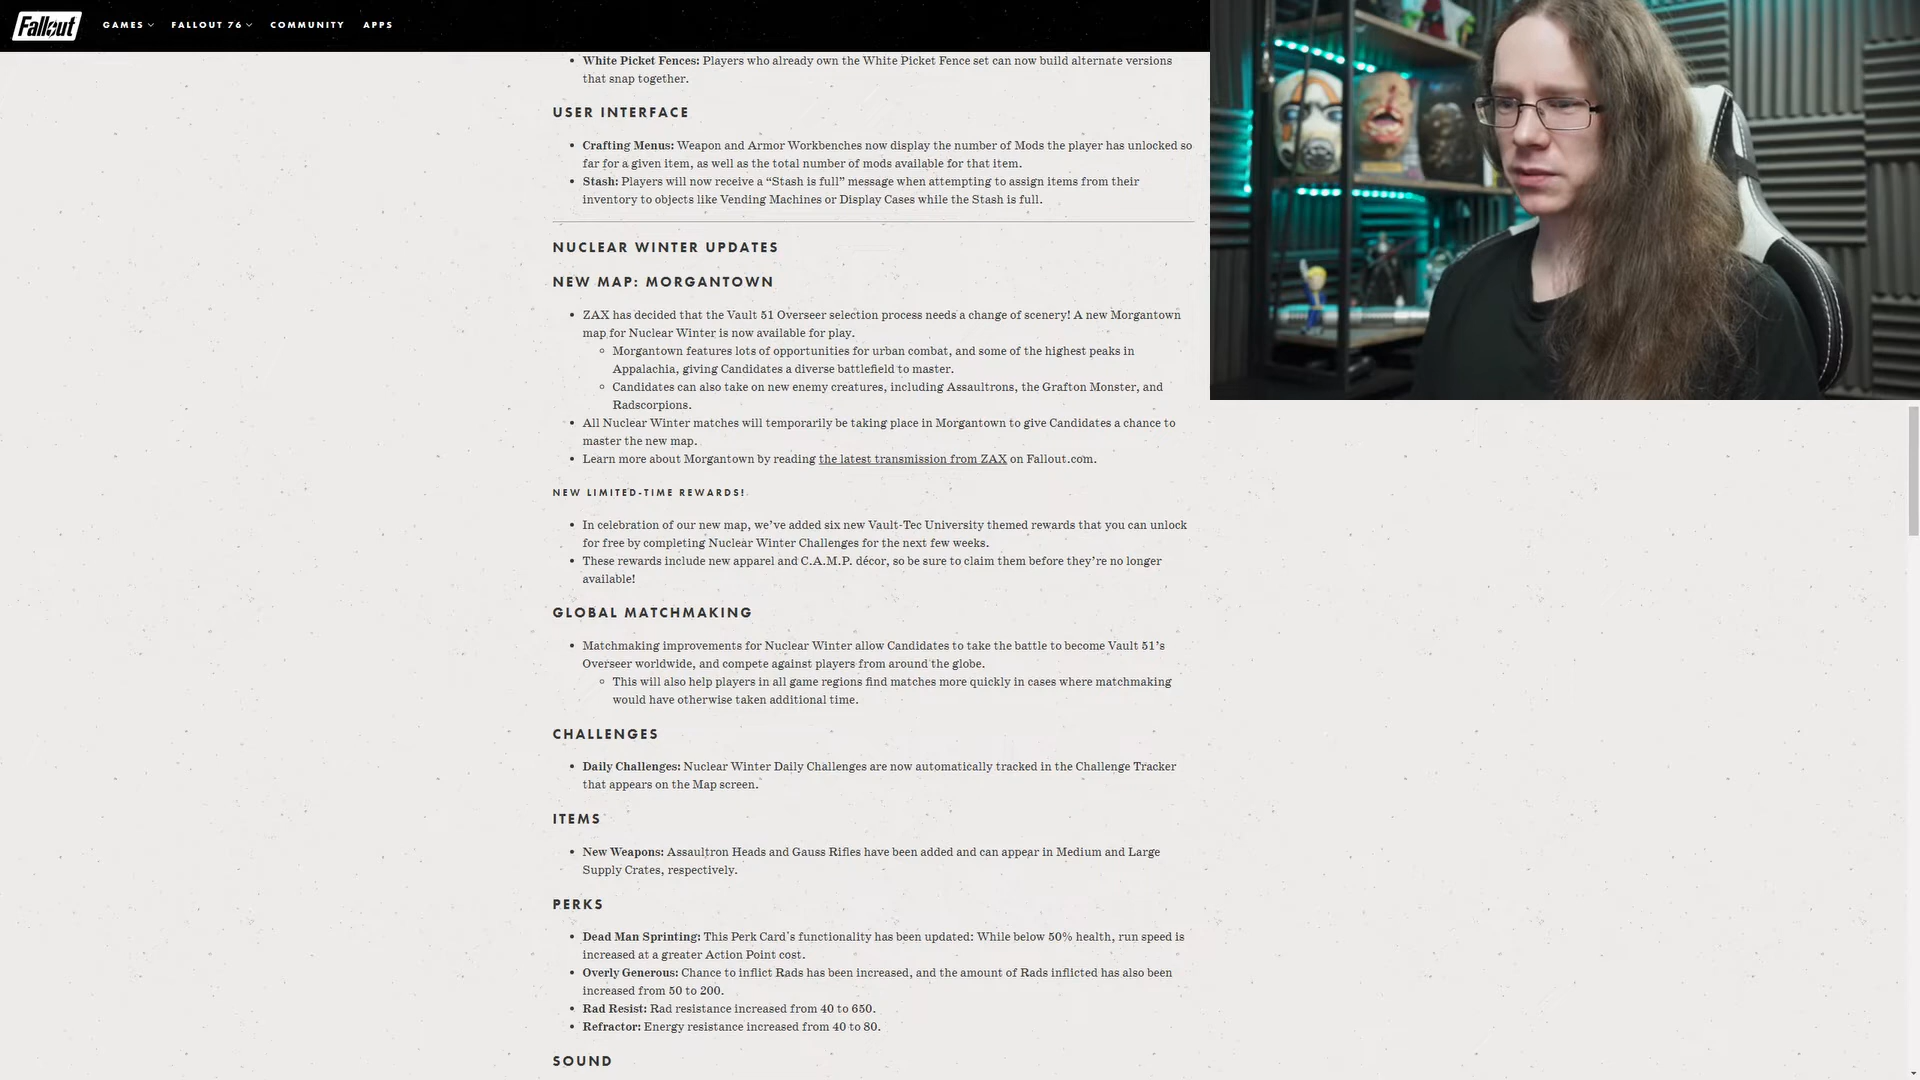 Fallout
GAMES
FALLOUT 76
COMMUNITY
APPS
• White Picket Fences: Players who already own the White Picket Fence set can now build alternate versions
that snap together.
USER INTERFACE
• Crafting Menus: Weapon and Armor Workbenches now display the number of Mods the player has unlocked so
far for a given item, as well as the total number of mods available for that item.
• Stash: Players will now receive a “Stash is full” message when attempting to assign items from their
inventory to objects like Vending Machines or Display Cases while the Stash is full.
NUCLEAR WINTER UPDATES
NEW MAP: MORGANTOWN
• ZAX has decided that the Vault 51 Overseer selection process needs a change of scenery! A new Morgantown
map for Nuclear Winter is now available for play.
◦ Morgantown features lots of opportunities for urban combat, and some of the highest peaks in
Appalachia, giving Candidates a diverse battlefield to master.
◦ Candidates can also take on new enemy creatures, including Assaultrons, the Grafton Monster, and
Radscorpions.
• All Nuclear Winter matches will temporarily be taking place in Morgantown to give Candidates a chance to
master the new map.
• Learn more about Morgantown by reading the latest transmission from ZAX on Fallout.com.
NEW LIMITED-TIME REWARDS!
• In celebration of our new map, we’ve added six new Vault-Tec University themed rewards that you can unlock
for free by completing Nuclear Winter Challenges for the next few weeks.
• These rewards include new apparel and C.A.M.P. décor, so be sure to claim them before they’re no longer
available!
GLOBAL MATCHMAKING
• Matchmaking improvements for Nuclear Winter allow Candidates to take the battle to become Vault 51’s
Overseer worldwide, and compete against players from around the globe.
◦ This will also help players in all game regions find matches more quickly in cases where matchmaking
would have otherwise taken additional time.
CHALLENGES
• Daily Challenges: Nuclear Winter Daily Challenges are now automatically tracked in the Challenge Tracker
that appears on the Map screen.
ITEMS
• New Weapons: Assaultron Heads and Gauss Rifles have been added and can appear in Medium and Large
Supply Crates, respectively.
PERKS
• Dead Man Sprinting: This Perk Card’s functionality has been updated: While below 50% health, run speed is
increased at a greater Action Point cost.
• Overly Generous: Chance to inflict Rads has been increased, and the amount of Rads inflicted has also been
increased from 50 to 200.
• Rad Resist: Rad resistance increased from 40 to 650.
• Refractor: Energy resistance increased from 40 to 80.
SOUND